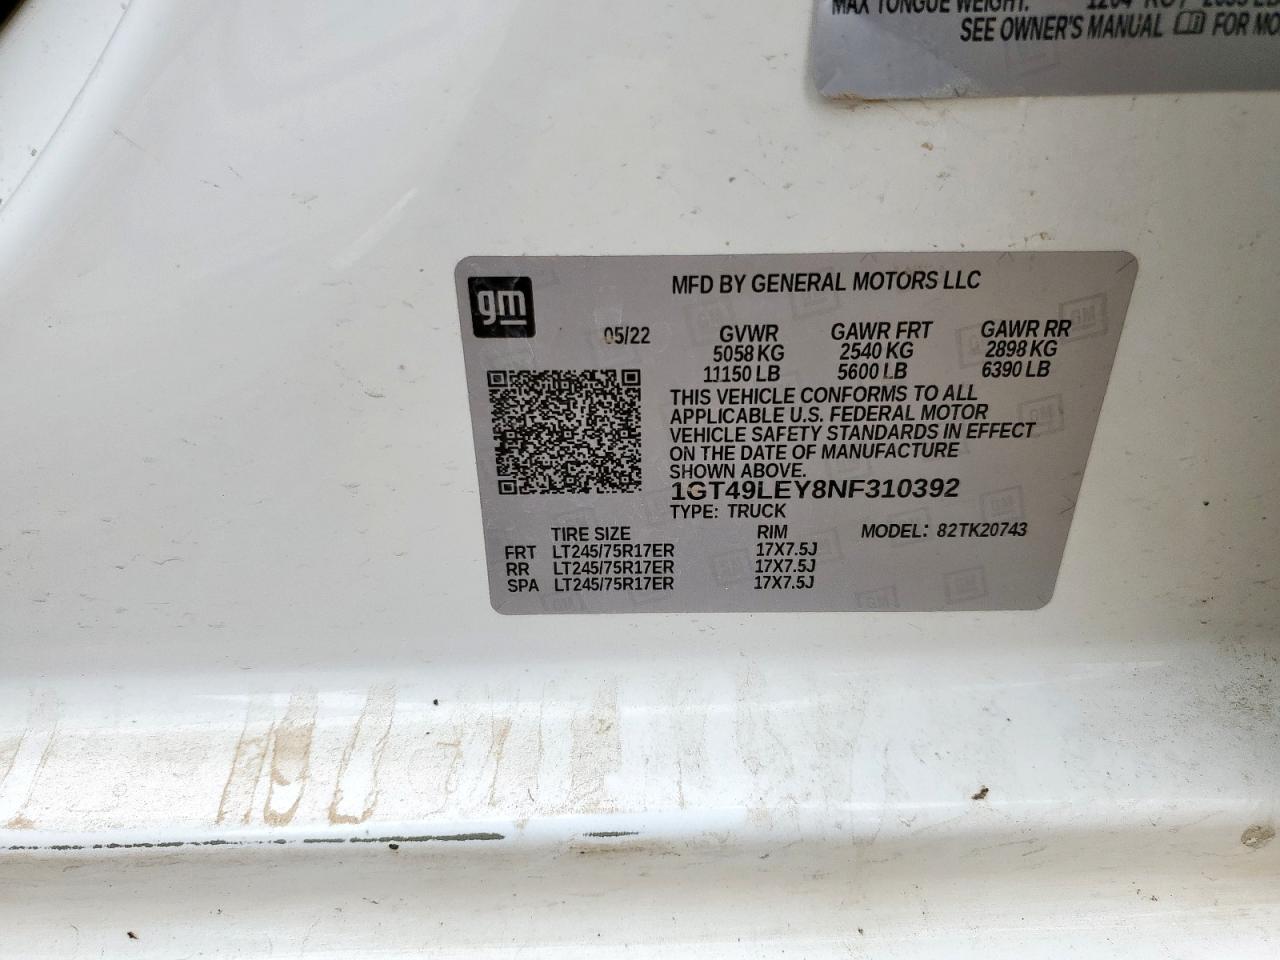 MAX TONGUE WEIGHT:
SEE OWNER'S MANUAL FOR MO
gm
MFD BY GENERAL MOTORS LLC
05/22 GVWR GAWR FRT GAWR RR
5058 KG 2540 KG 2898 KG
11150 LB 5600 LB 6390 LB
THIS VEHICLE CONFORMS TO ALL
APPLICABLE U.S. FEDERAL MOTOR
VEHICLE SAFETY STANDARDS IN EFFECT
ON THE DATE OF MANUFACTURE
SHOWN ABOVE.
1GT49LEY8NF310392
TYPE: TRUCK
TIRE SIZE RIM MODEL: 82TK20743
FRT LT245/75R17ER 17X7.5J
RR LT245/75R17ER 17X7.5J
SPA LT245/75R17ER 17X7.5J